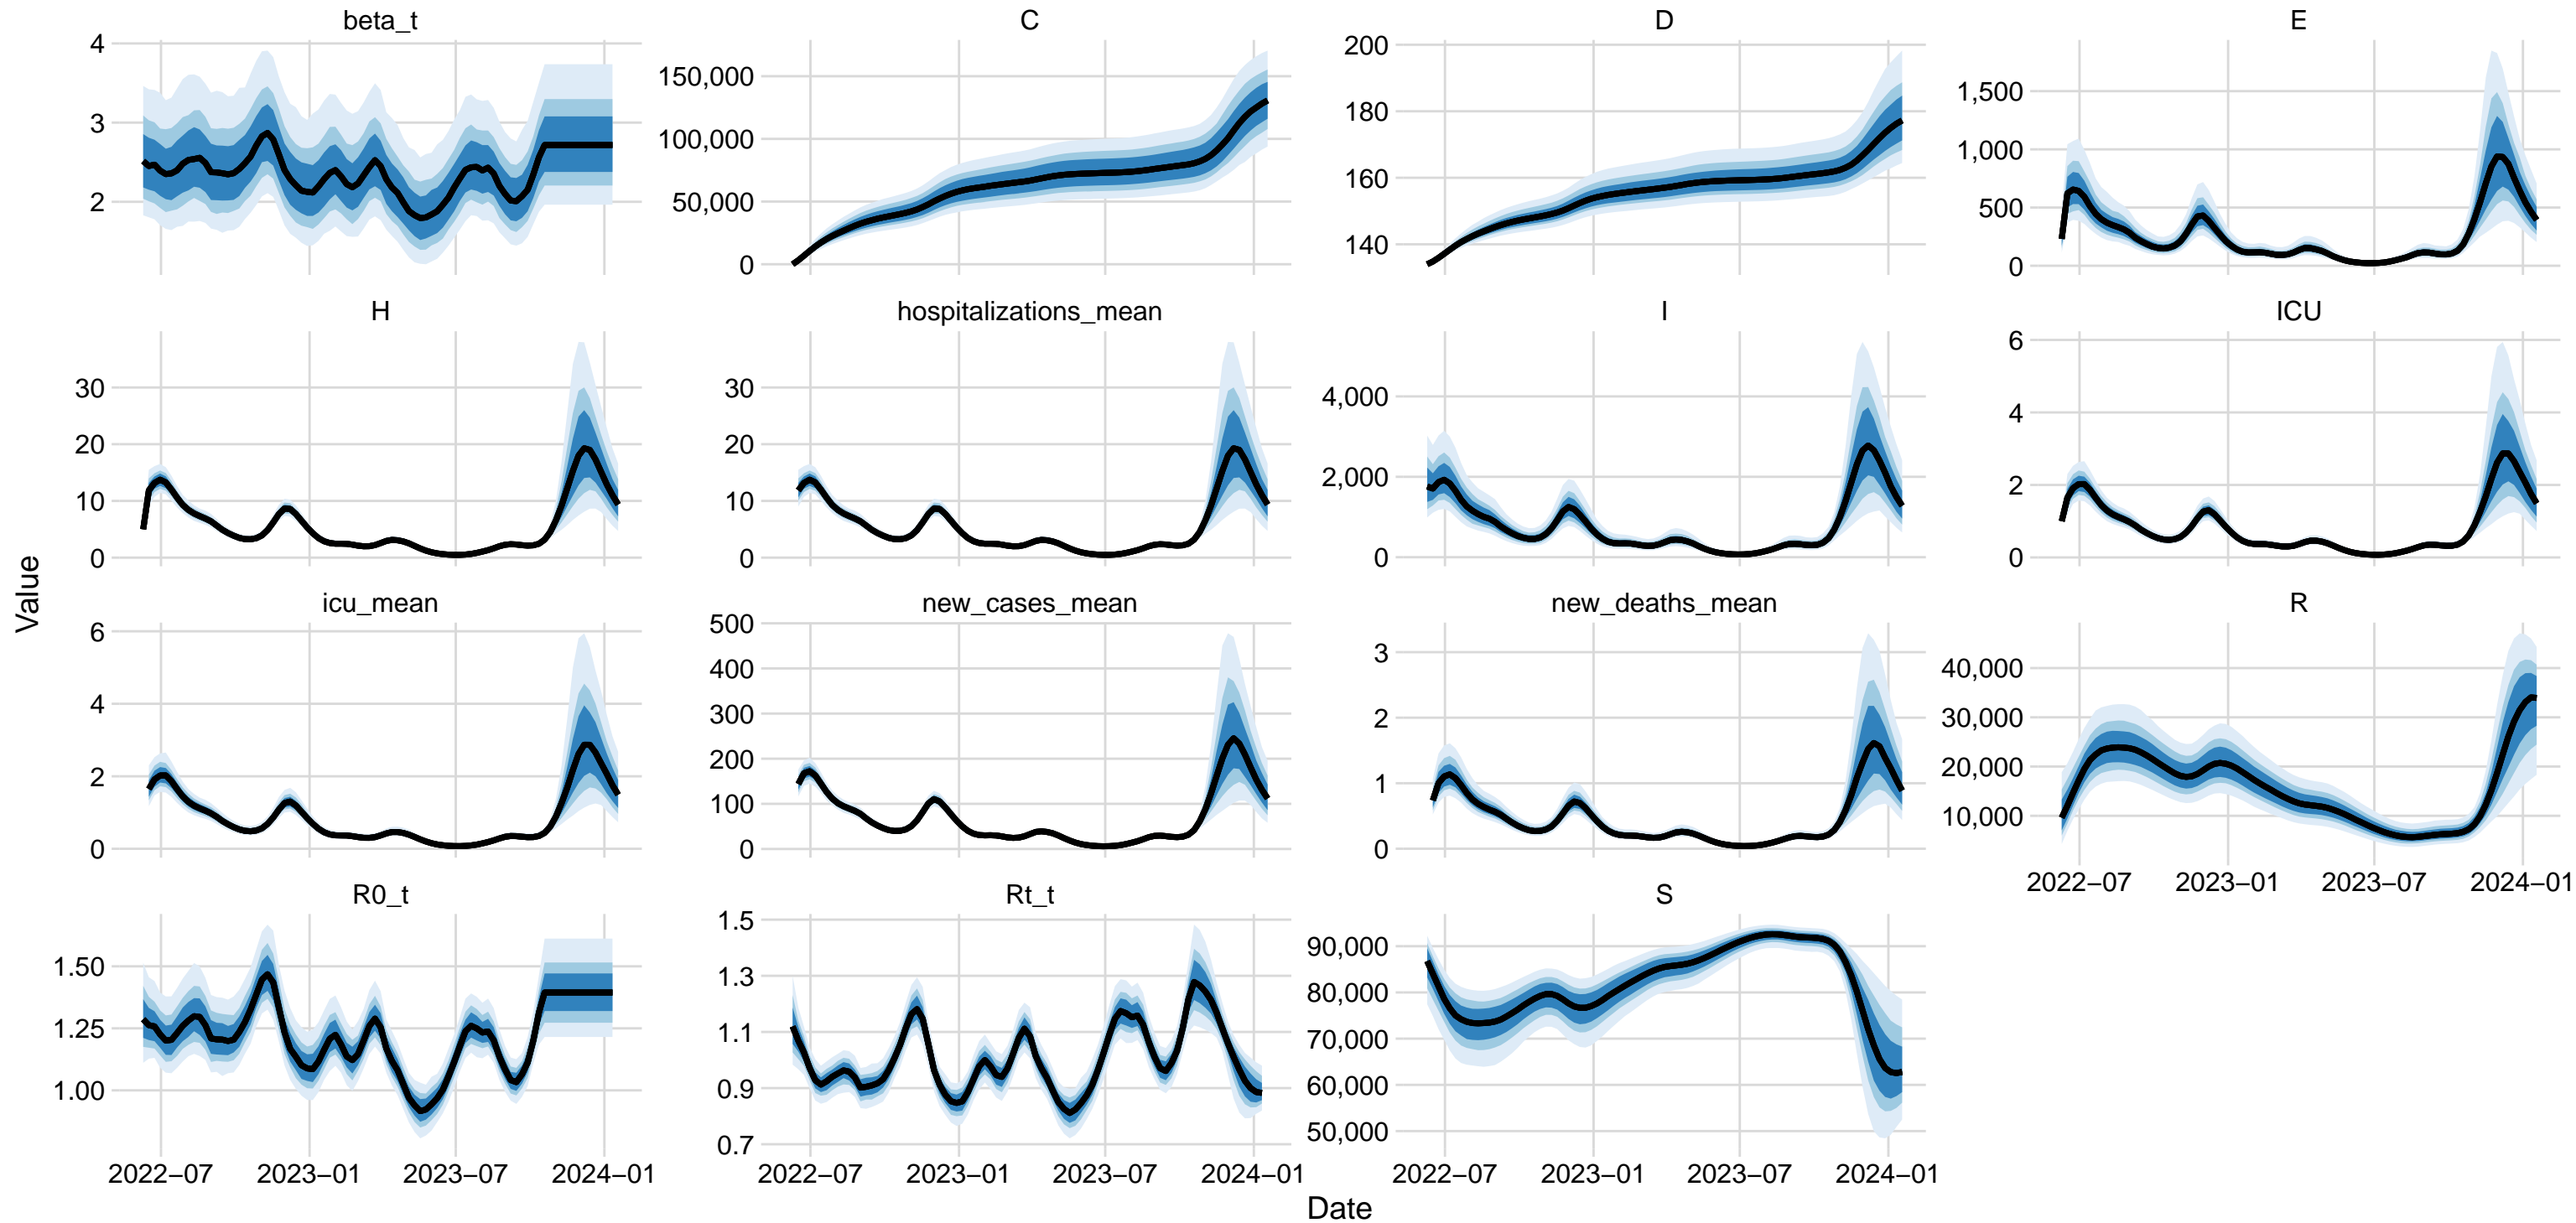 beta_t
C
D
E
4
3
2
150,000
100,000
50,000
0
200
180
160
140
1,500
1,000
500
0
H
hospitalizations_mean
I
ICU
30
20
10
0
30
20
10
0
4,000
2,000
0
6
4
2
0
icu_mean
new_cases_mean
new_deaths_mean
R
6
4
2
0
500
400
300
200
100
0
3
2
1
0
40,000
30,000
20,000
10,000
2022−07 2023−01 2023−07 2024−01
R0_t
Rt_t
S
1.50
1.25
1.00
1.5
1.3
1.1
0.9
0.7
90,000
80,000
70,000
60,000
50,000
2022−07 2023−01 2023−07 2024−01
2022−07 2023−01 2023−07 2024−01
2022−07 2023−01 2023−07 2024−01
Value
Date